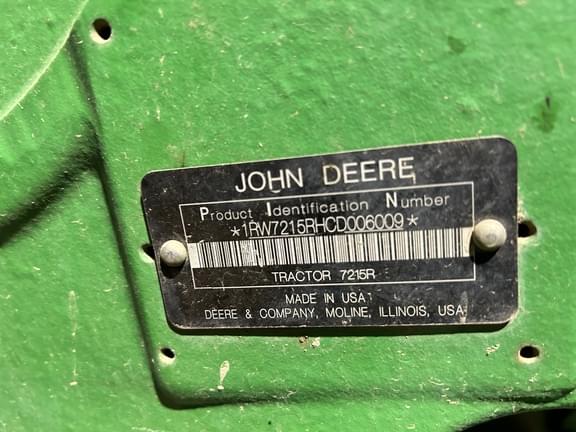 JOHN DEERE
Product Identification Number
*1RW7215RHCD006009*
TRACTOR 7215R
MADE IN USA
DEERE & COMPANY, MOLINE, ILLINOIS, USA